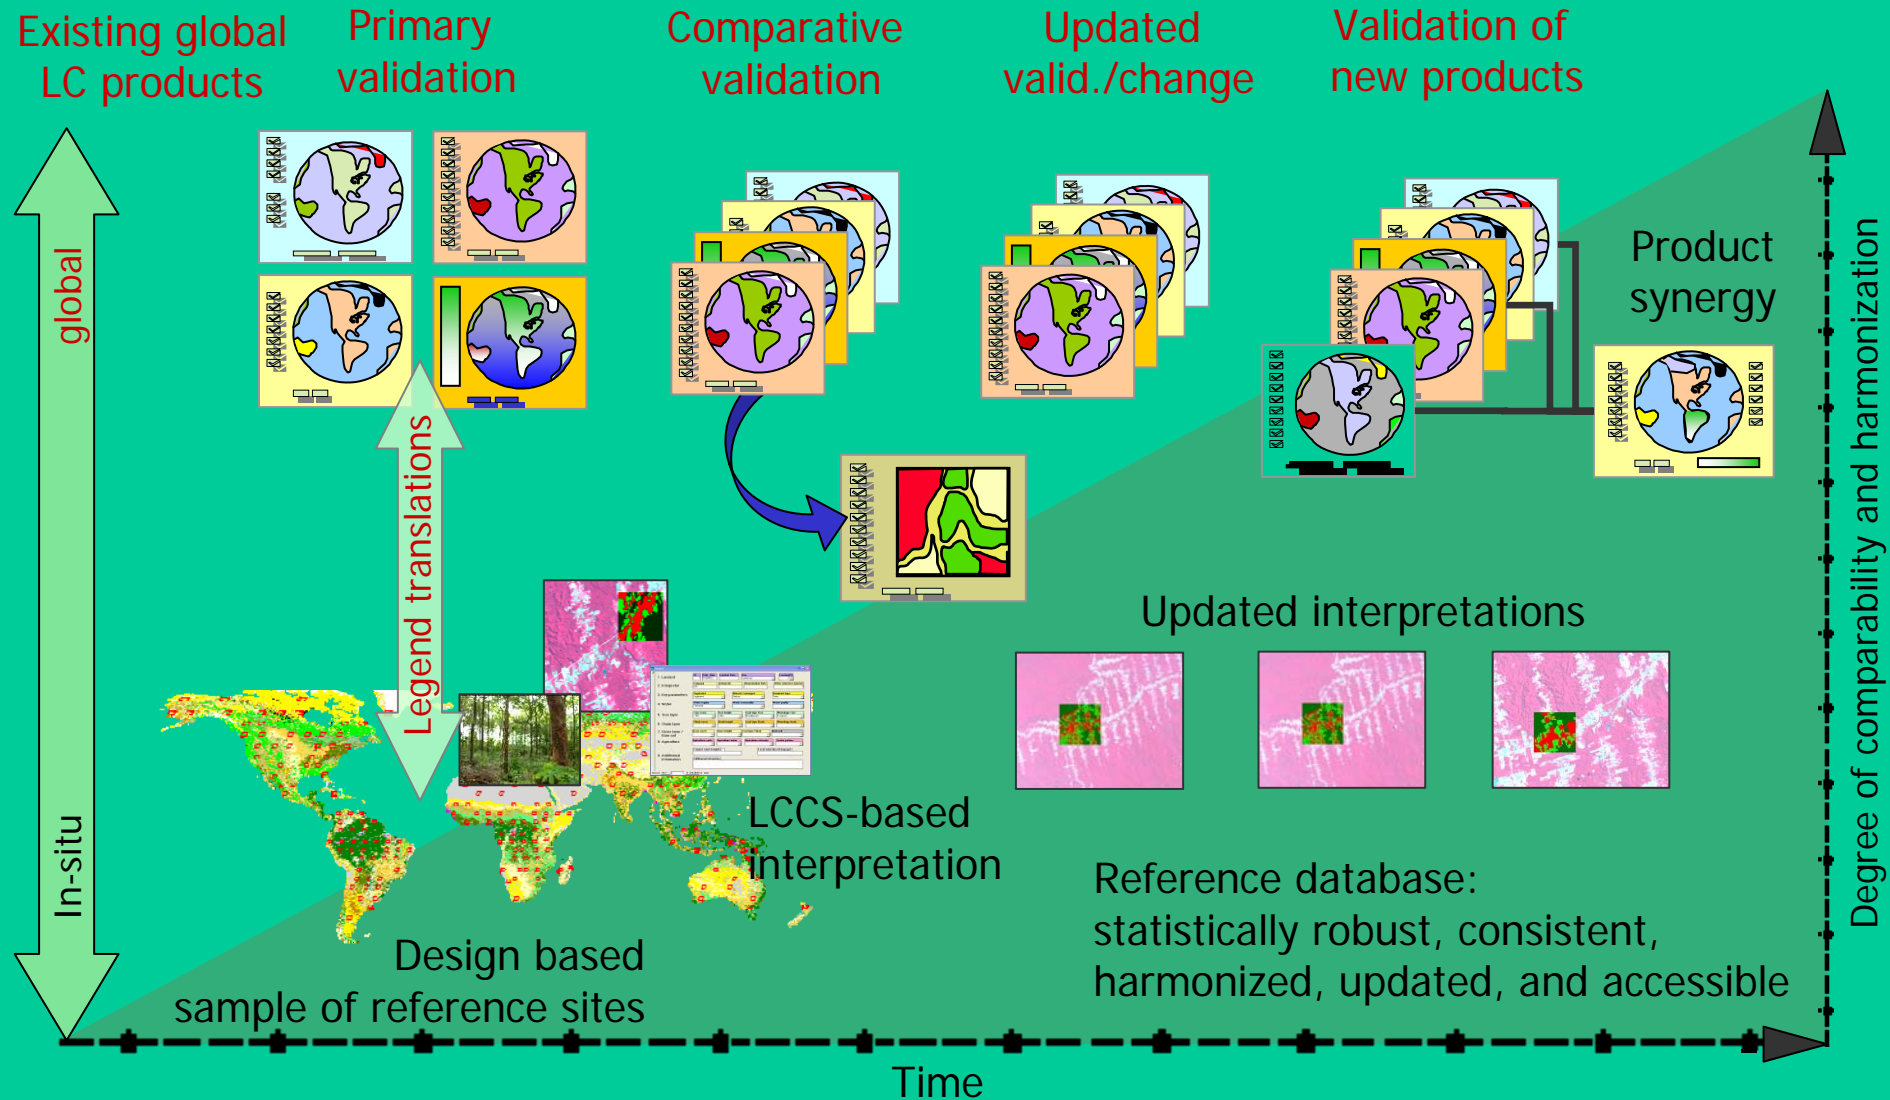 Existing global
LC products
Primary
validation
Comparative
validation
Updated
valid./change
Validation of
new products
global
In-situ
Legend translations
Product
synergy
Degree of comparability and harmonization
Updated interpretations
LCCS-based
interpretation
Reference database:
statistically robust, consistent,
harmonized, updated, and accessible
Design based
sample of reference sites
Time